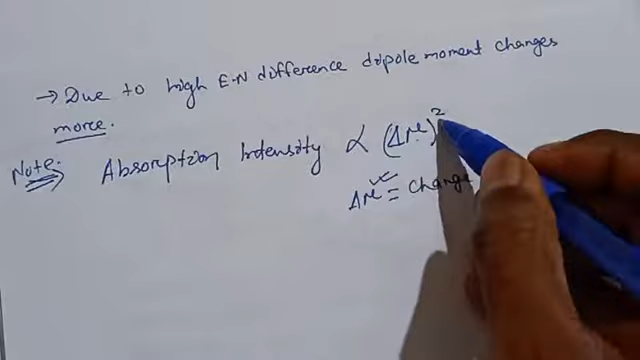 → Due to high E-N difference dipole moment changes
more.
Note. Absorption Intensity ∝ (Δμ)²
Δμ = change